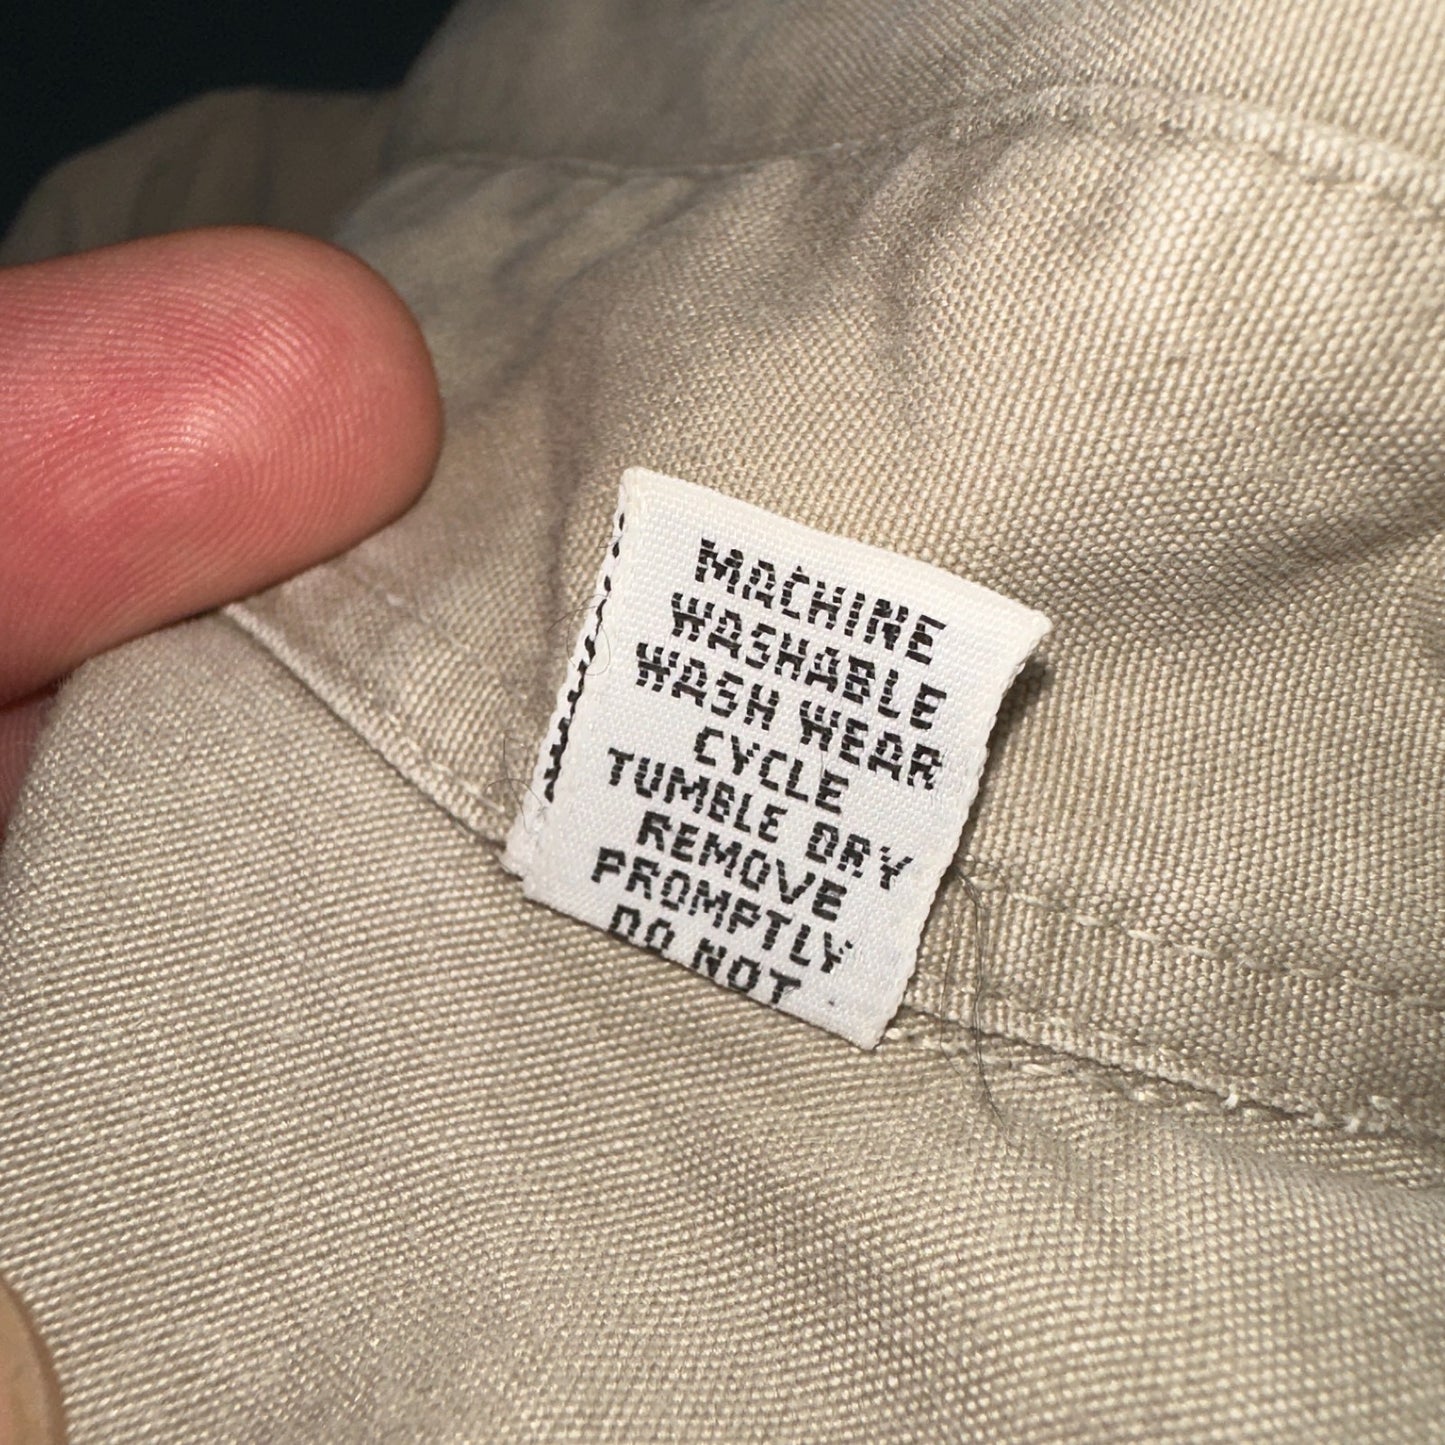 MACHINE
WASHABLE
WASH WEAR
CYCLE
TUMBLE DRY
REMOVE
PROMPTLY
DO NOT